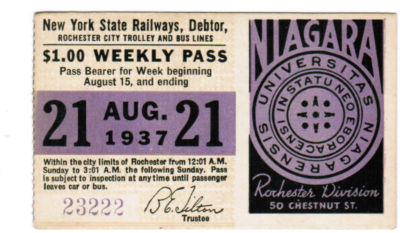 New York State Railways, Debtor,
ROCHESTER CITY TROLLEY AND BUS LINES
$1.00 WEEKLY PASS
Pass Bearer for Week beginning
August 15, and ending
21 AUG. 1937 21
Within the city limits of Rochester from 12:01 A.M.
Sunday to 3:01 A.M. the following Sunday. Pass
is subject to inspection at any time until passenger
leaves car or bus.
23222
B.E. Tilton
Trustee
NIAGARA
UNIVERSITAS NIAGARENSIS
IN STATU NEO EBORACENSI
Rochester Division
50 CHESTNUT ST.